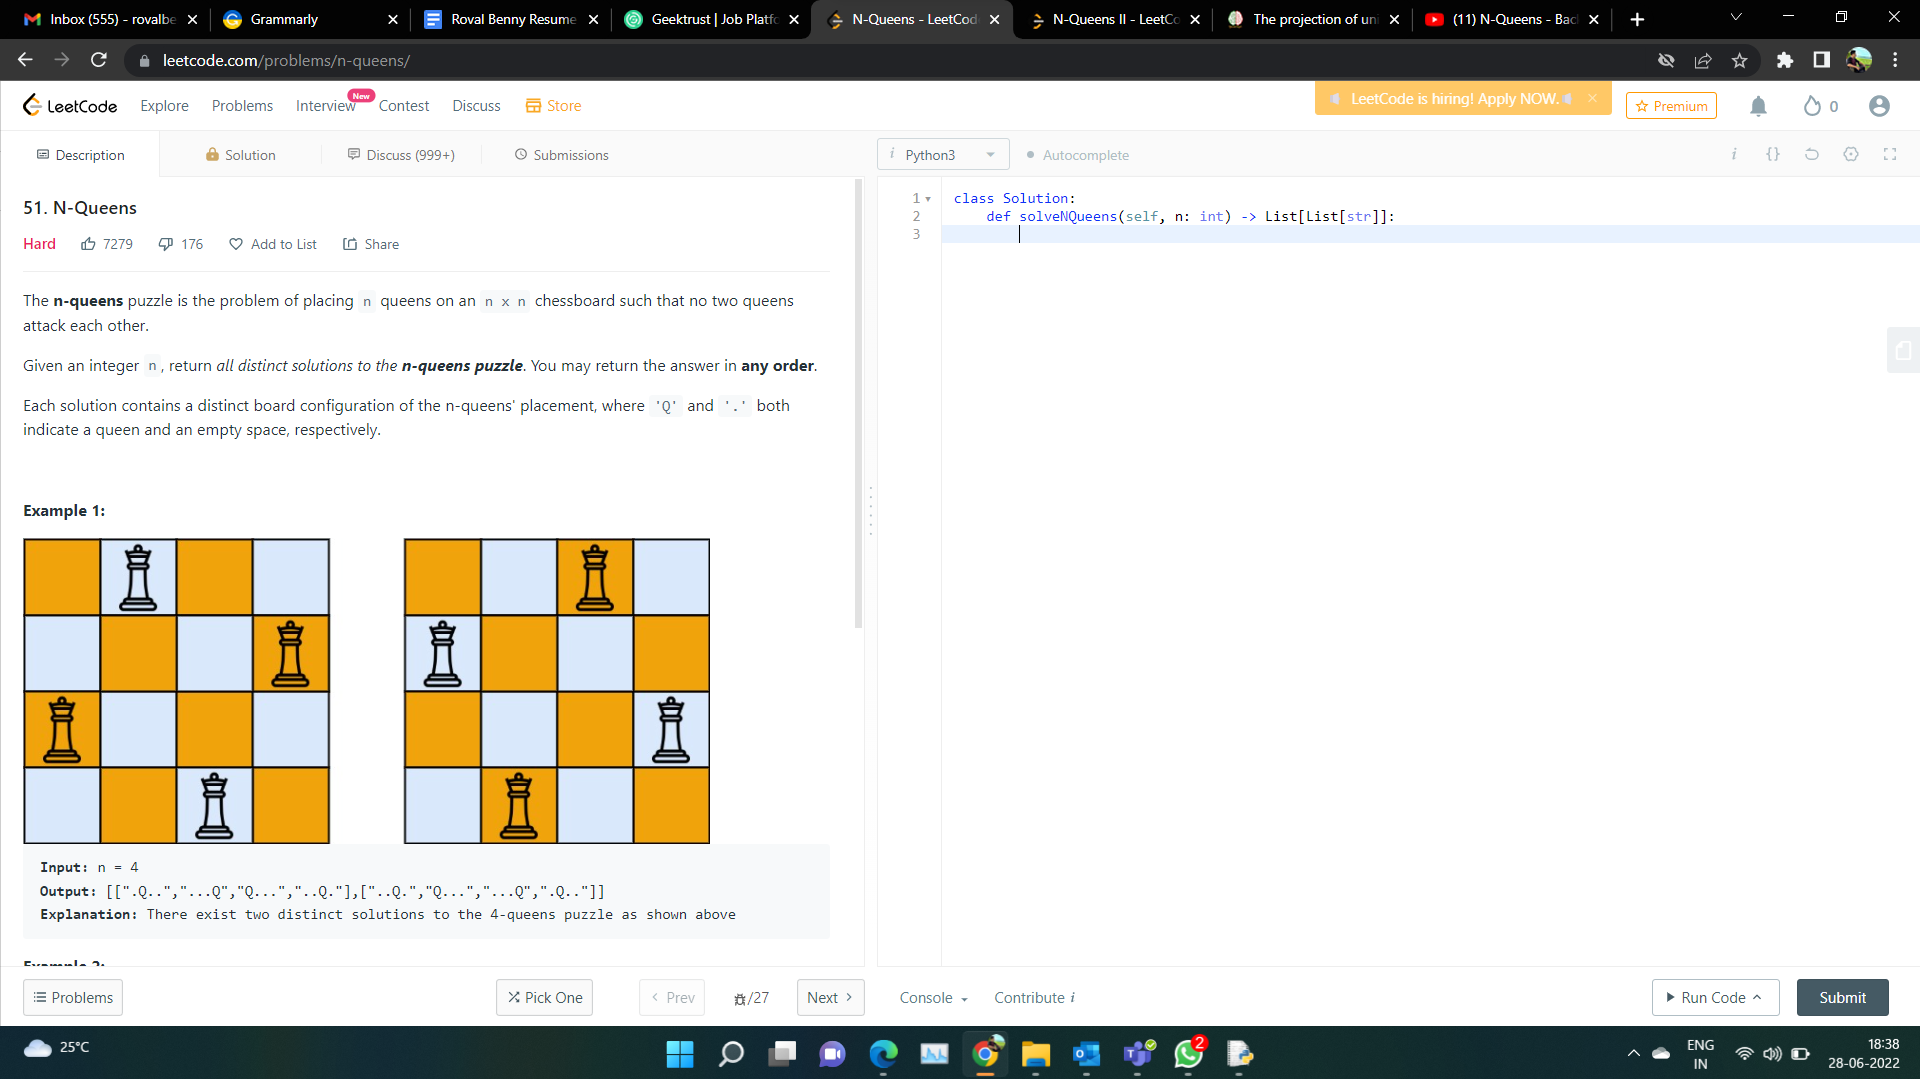 Inbox (555) - rovalbe
Grammarly
Roval Benny Resume
Geektrust | Job Platfo
N-Queens - LeetCod
N-Queens II - LeetCo
The projection of uni
(11) N-Queens - Bac
leetcode.com/problems/n-queens/
LeetCode
Explore
Problems
Interview
New
Contest
Discuss
Store
LeetCode is hiring! Apply NOW.
Premium
0
Description
Solution
Discuss (999+)
Submissions
i Python3
Autocomplete
i
{}
51. N-Queens
Hard
7279
176
Add to List
Share
The n-queens puzzle is the problem of placing n queens on an n x n chessboard such that no two queens
attack each other.
Given an integer n, return all distinct solutions to the n-queens puzzle. You may return the answer in any order.
Each solution contains a distinct board configuration of the n-queens' placement, where 'Q' and '.' both
indicate a queen and an empty space, respectively.
Example 1:
Input: n = 4
Output: [[".Q..","...Q","Q...","..Q."],["..Q.","Q...","...Q",".Q.."]]
Explanation: There exist two distinct solutions to the 4-queens puzzle as shown above
Example 2:
1
2
3
class Solution:
def solveNQueens(self, n: int) -> List[List[str]]:
Problems
Pick One
< Prev
/27
Next >
Console
Contribute i
Run Code
Submit
25°C
2
ENG
IN
18:38
28-06-2022